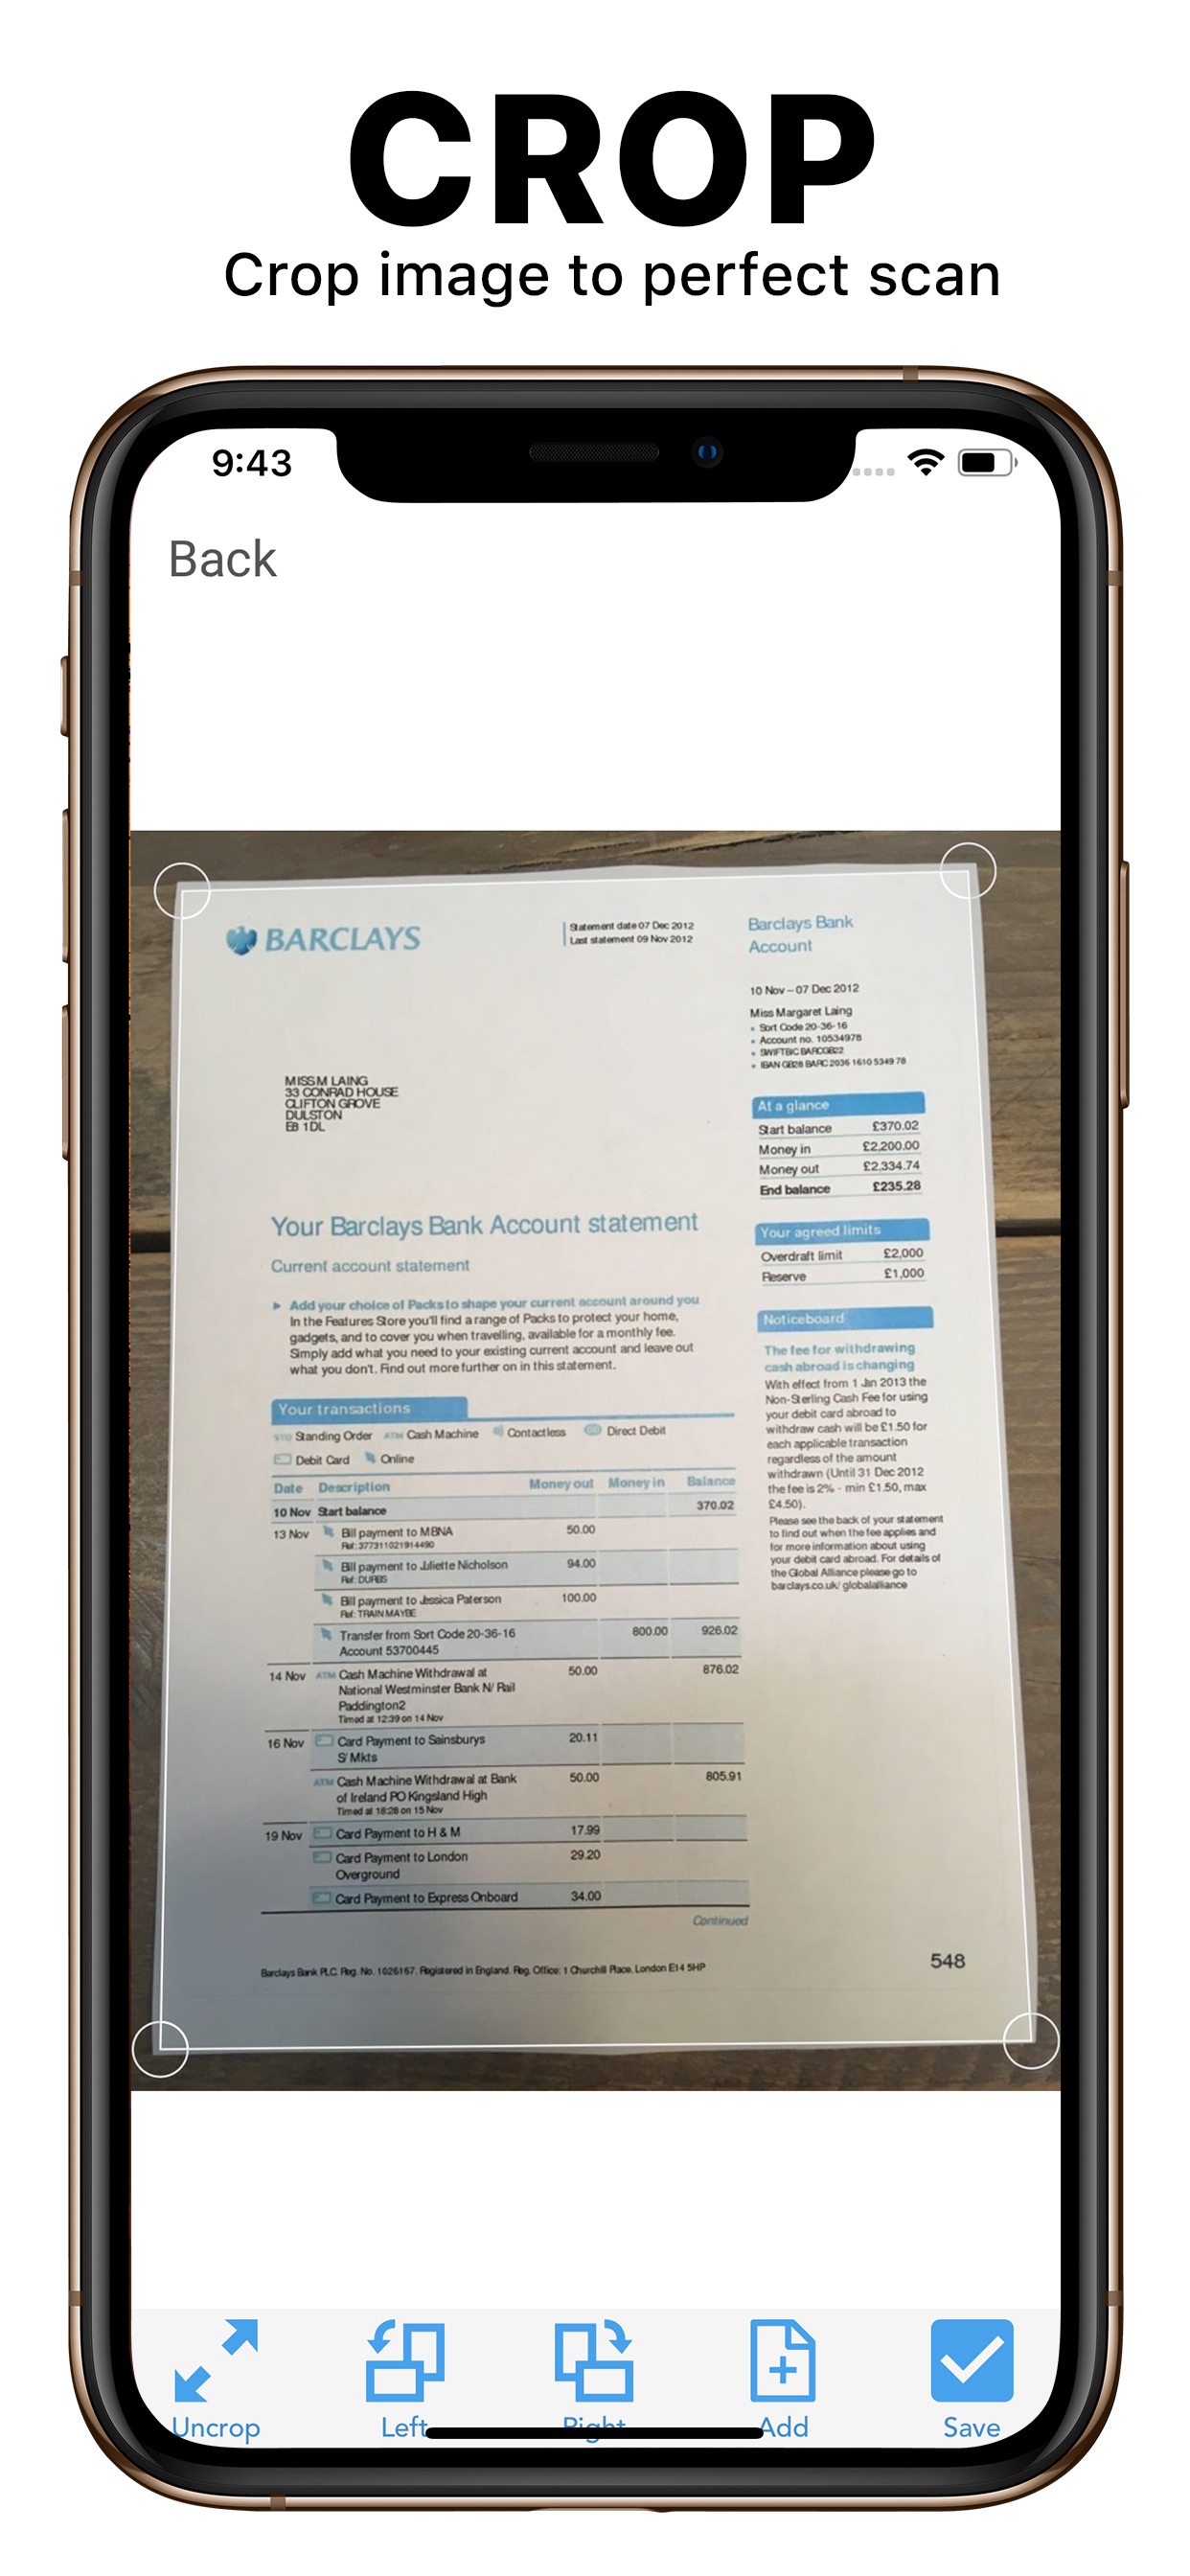 CROP
Crop image to perfect scan
9:43
Back
BARCLAYS
Statement date 07 Dec 2012
Last statement 09 Nov 2012
Barclays Bank
Account
10 Nov – 07 Dec 2012
Miss Margaret Laing
• Sort Code 20-36-16
• Account no. 10534978
• SWIFTBIC BARCGB22
• IBAN GB28 BARC 2036 1610 5349 78
MISS M LAING
33 CONRAD HOUSE
CLIFTON GROVE
DULSTON
E8 1DL
At a glance
Start balance £370.02
Money in £2,200.00
Money out £2,334.74
End balance £235.28
Your agreed limits
Overdraft limit £2,000
Reserve £1,000
Noticeboard
The fee for withdrawing
cash abroad is changing
With effect from 1 Jan 2013 the
Non-Sterling Cash Fee for using
your debit card abroad to
withdraw cash will be £1.50 for
each applicable transaction
regardless of the amount
withdrawn (Until 31 Dec 2012
the fee is 2% - min £1.50, max
£4.50).
Please see the back of your statement
to find out when the fee applies and
for more information about using
your debit card abroad. For details of
the Global Alliance please go to
barclays.co.uk/globalalliance
Your Barclays Bank Account statement
Current account statement
Add your choice of Packs to shape your current account around you
In the Features Store you'll find a range of Packs to protect your home,
gadgets, and to cover you when travelling, available for a monthly fee.
Simply add what you need to your existing current account and leave out
what you don't. Find out more further on in this statement.
Your transactions
STO Standing Order ATM Cash Machine Contactless DD Direct Debit
Debit Card Online
Date Description Money out Money in Balance
10 Nov Start balance 370.02
13 Nov Bill payment to MBNA 50.00
Ref: 377311021914490
Bill payment to Juliette Nicholson 94.00
Ref: DURBS
Bill payment to Jessica Paterson 100.00
Ref: TRAIN MAYBE
Transfer from Sort Code 20-36-16 800.00 926.02
Account 53700445
14 Nov ATM Cash Machine Withdrawal at 50.00 876.02
National Westminster Bank N/ Rail
Paddington2
Timed at 12:39 on 14 Nov
16 Nov Card Payment to Sainsburys 20.11
S/Mkts
ATM Cash Machine Withdrawal at Bank 50.00 805.91
of Ireland PO Kingsland High
Timed at 18:28 on 15 Nov
19 Nov Card Payment to H & M 17.99
Card Payment to London 29.20
Overground
Card Payment to Express Onboard 34.00
Continued
Barclays Bank PLC. Reg. No. 1026167. Registered in England. Reg. Office: 1 Churchill Place, London E14 5HP
548
Uncrop Left Right Add Save